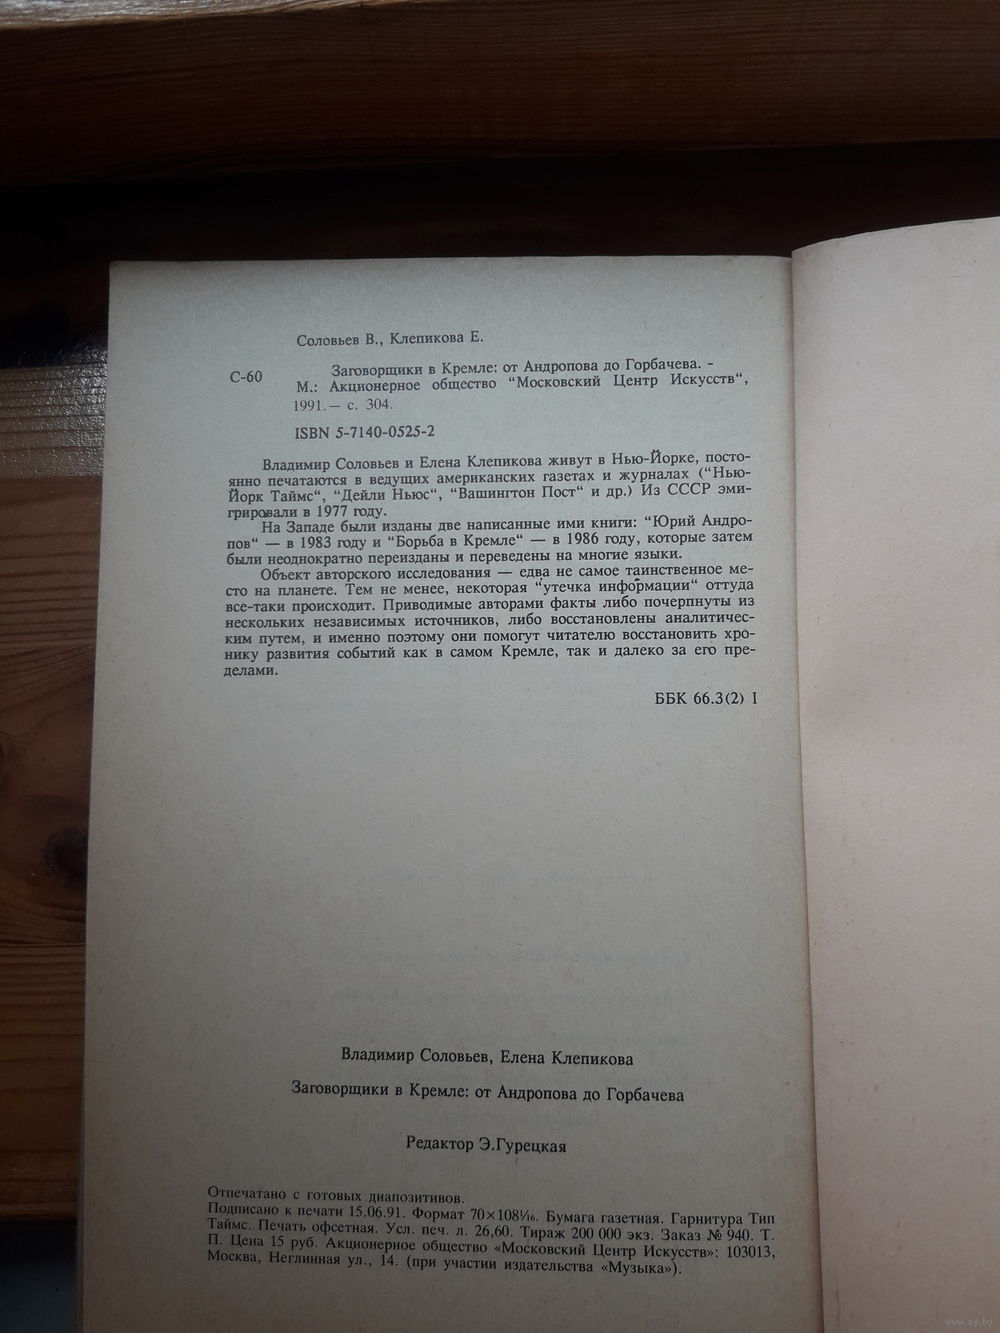 Соловьев В., Клепикова Е.
С-60
Заговорщики в Кремле: от Андропова до Горбачева. -
М.: Акционерное общество “Московский Центр Искусств“,
1991.— с. 304.
ISBN 5-7140-0525-2
Владимир Соловьев и Елена Клепикова живут в Нью-Йорке, посто-
янно печатаются в ведущих американских газетах и журналах (“Нью-
Йорк Таймс“, “Дейли Ньюс“, “Вашингтон Пост“ и др.) Из СССР эми-
грировали в 1977 году.
На Западе были изданы две написанные ими книги: “Юрий Андро-
пов“ — в 1983 году и “Борьба в Кремле“ — в 1986 году, которые затем
были неоднократно переизданы и переведены на многие языки.
Объект авторского исследования — едва не самое таинственное ме-
сто на планете. Тем не менее, некоторая “утечка информации“ оттуда
все-таки происходит. Приводимые авторами факты либо почерпнуты из
нескольких независимых источников, либо восстановлены аналитичес-
ким путем, и именно поэтому они помогут читателю восстановить хро-
нику развития событий как в самом Кремле, так и далеко за его пре-
делами.
ББК 66.3(2) I
Владимир Соловьев, Елена Клепикова
Заговорщики в Кремле: от Андропова до Горбачева
Редактор Э.Гурецкая
Отпечатано с готовых диапозитивов.
Подписано к печати 15.06.91. Формат 70×108 1/16. Бумага газетная. Гарнитура Тип
Таймс. Печать офсетная. Усл. печ. л. 26,60. Тираж 200 000 экз. Заказ № 940. Т.
П. Цена 15 руб. Акционерное общество «Московский Центр Искусств»: 103013,
Москва, Неглинная ул., 14. (при участии издательства «Музыка»).
www.ay.by